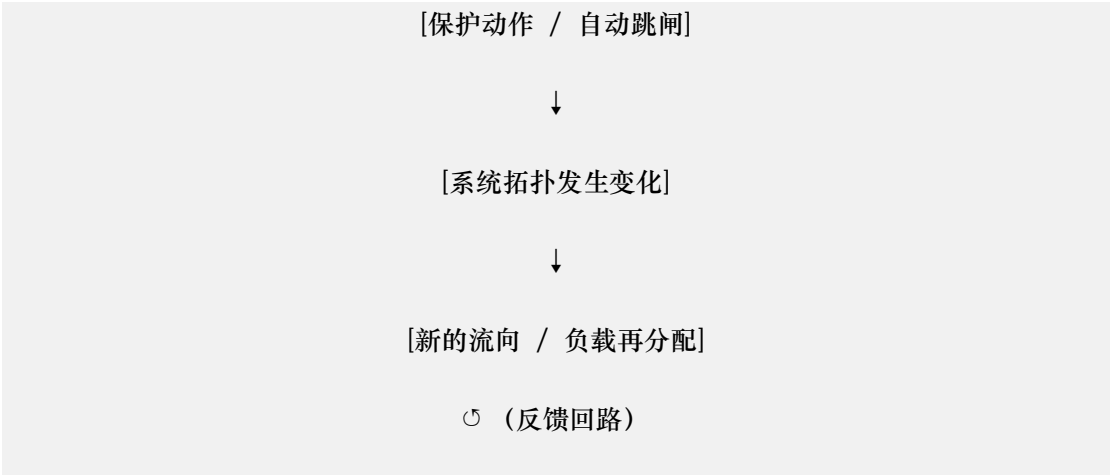 [保护动作 / 自动跳闸]
↓
[系统拓扑发生变化]
↓
[新的流向 / 负载再分配]
↺ （反馈回路）